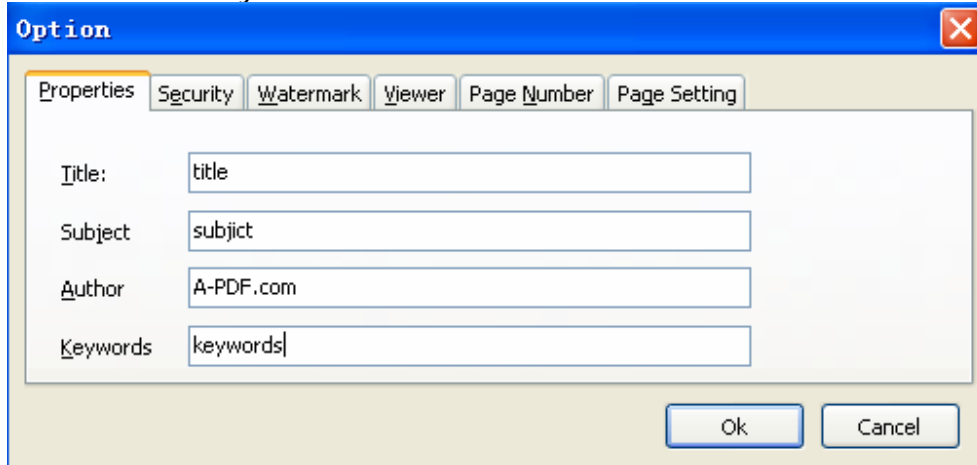 Option
Properties Security Watermark Viewer Page Number Page Setting
Title: title
Subject subjict
Author A-PDF.com
Keywords keywords
Ok Cancel